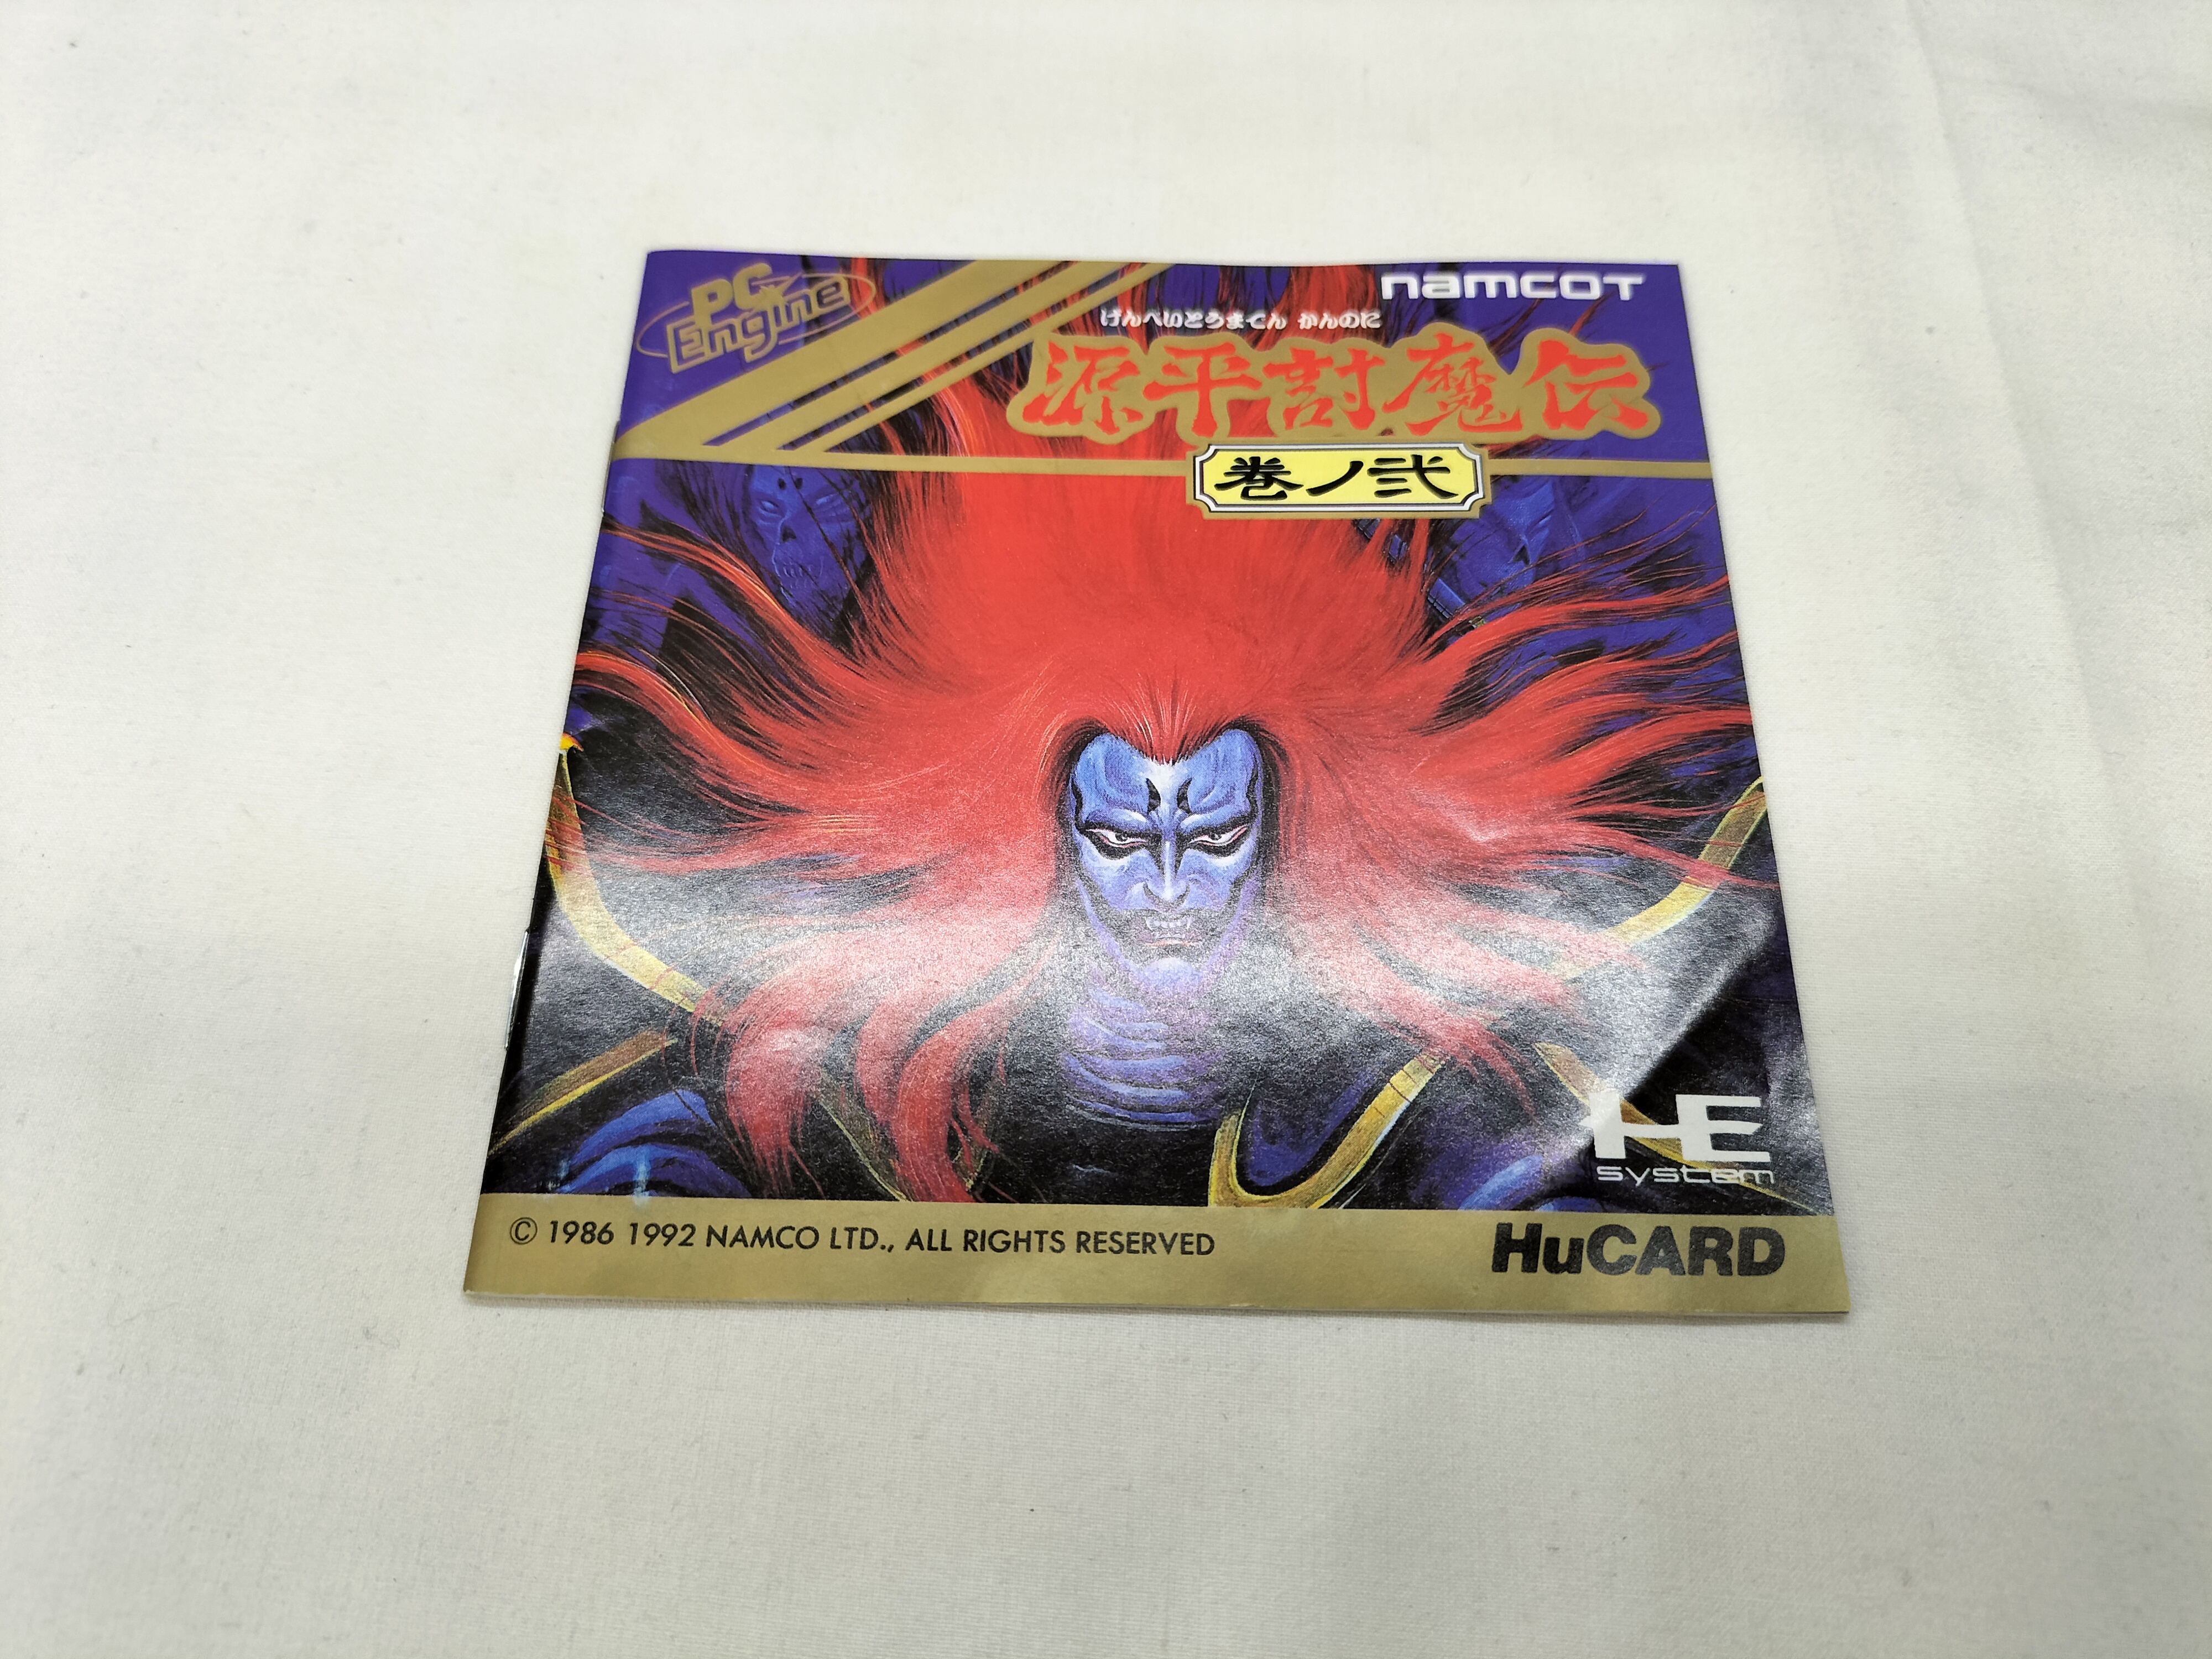 PC Engine
namcot
げんぺいとうまでん かんのに
源平討魔伝
巻ノ弐
HE
system
© 1986 1992 NAMCO LTD., ALL RIGHTS RESERVED
HuCARD